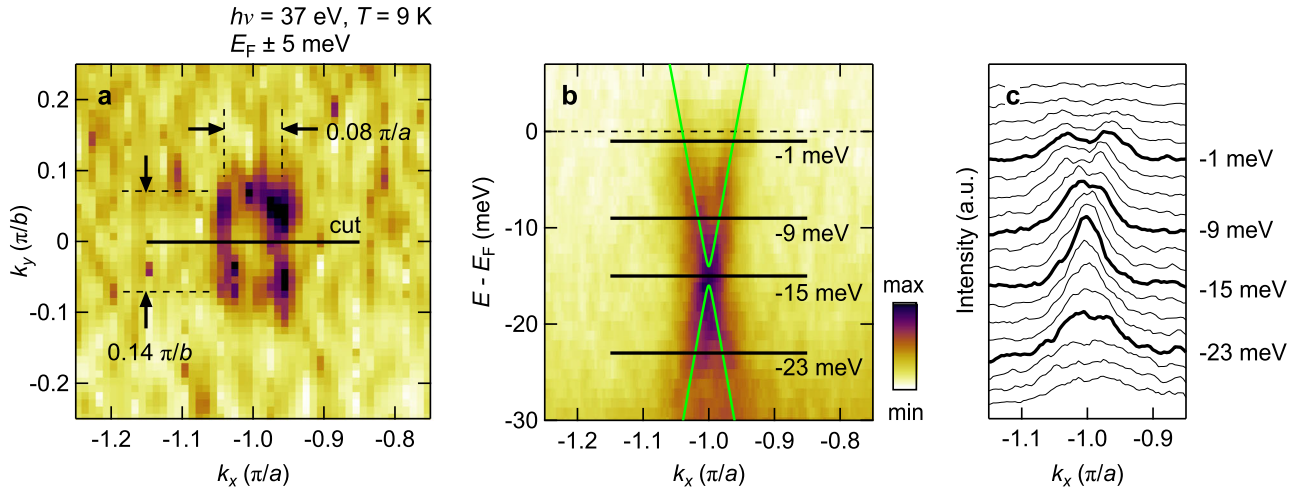 hν = 37 eV, T = 9 K
E_F ± 5 meV
a
0.2
0.1
0
-0.1
-0.2
k_y (π/b)
0.08 π/a
cut
0.14 π/b
-1.2
-1.1
-1.0
-0.9
-0.8
k_x (π/a)
b
0
-10
-20
-30
E - E_F (meV)
-1 meV
-9 meV
-15 meV
-23 meV
-1.2
-1.1
-1.0
-0.9
-0.8
k_x (π/a)
max
min
c
Intensity (a.u.)
-1 meV
-9 meV
-15 meV
-23 meV
-1.1
-1.0
-0.9
k_x (π/a)